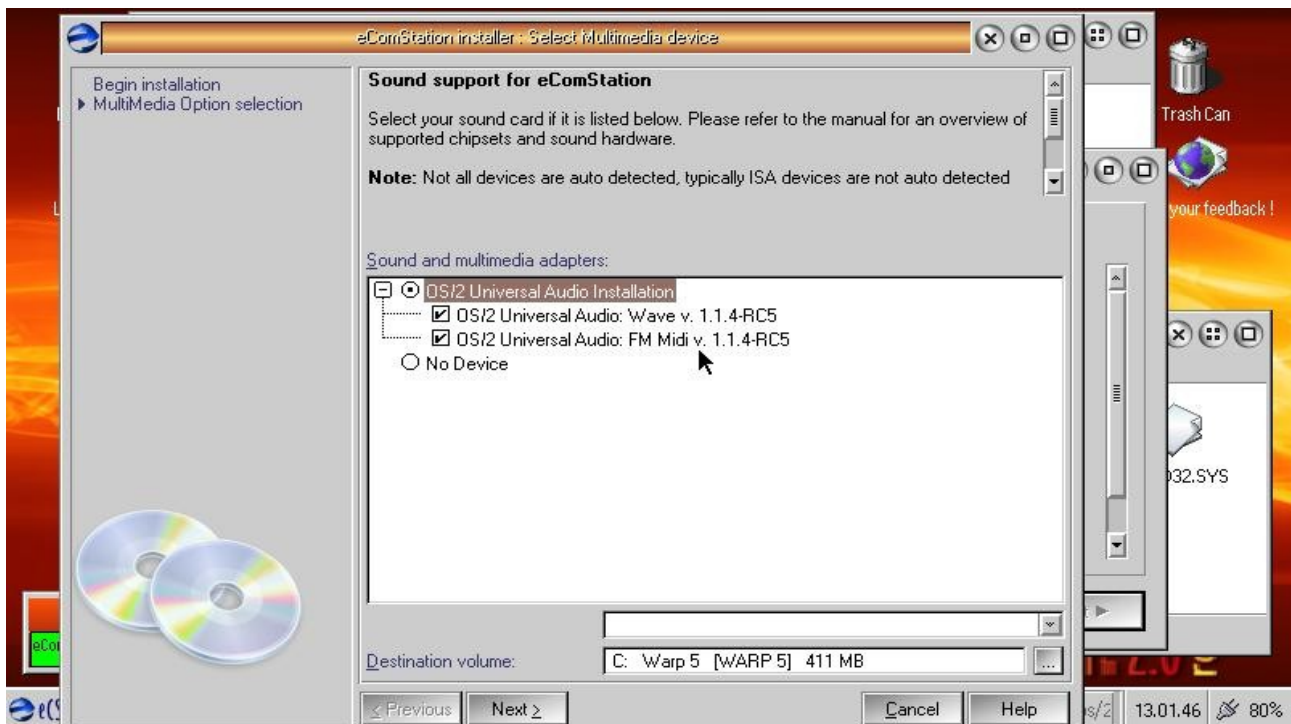 eComStation installer : Select Multimedia device
Begin installation
MultiMedia Option selection
Sound support for eComStation
Select your sound card if it is listed below. Please refer to the manual for an overview of
supported chipsets and sound hardware.
Note: Not all devices are auto detected, typically ISA devices are not auto detected
Sound and multimedia adapters:
OS/2 Universal Audio Installation
OS/2 Universal Audio: Wave v. 1.1.4-RC5
OS/2 Universal Audio: FM Midi v. 1.1.4-RC5
No Device
Destination volume:
C: Warp 5 [WARP 5] 411 MB
...
< Previous
Next >
Cancel
Help
Trash Can
your feedback !
32.SYS
eCo
2.0
s/2
13.01.46
80%